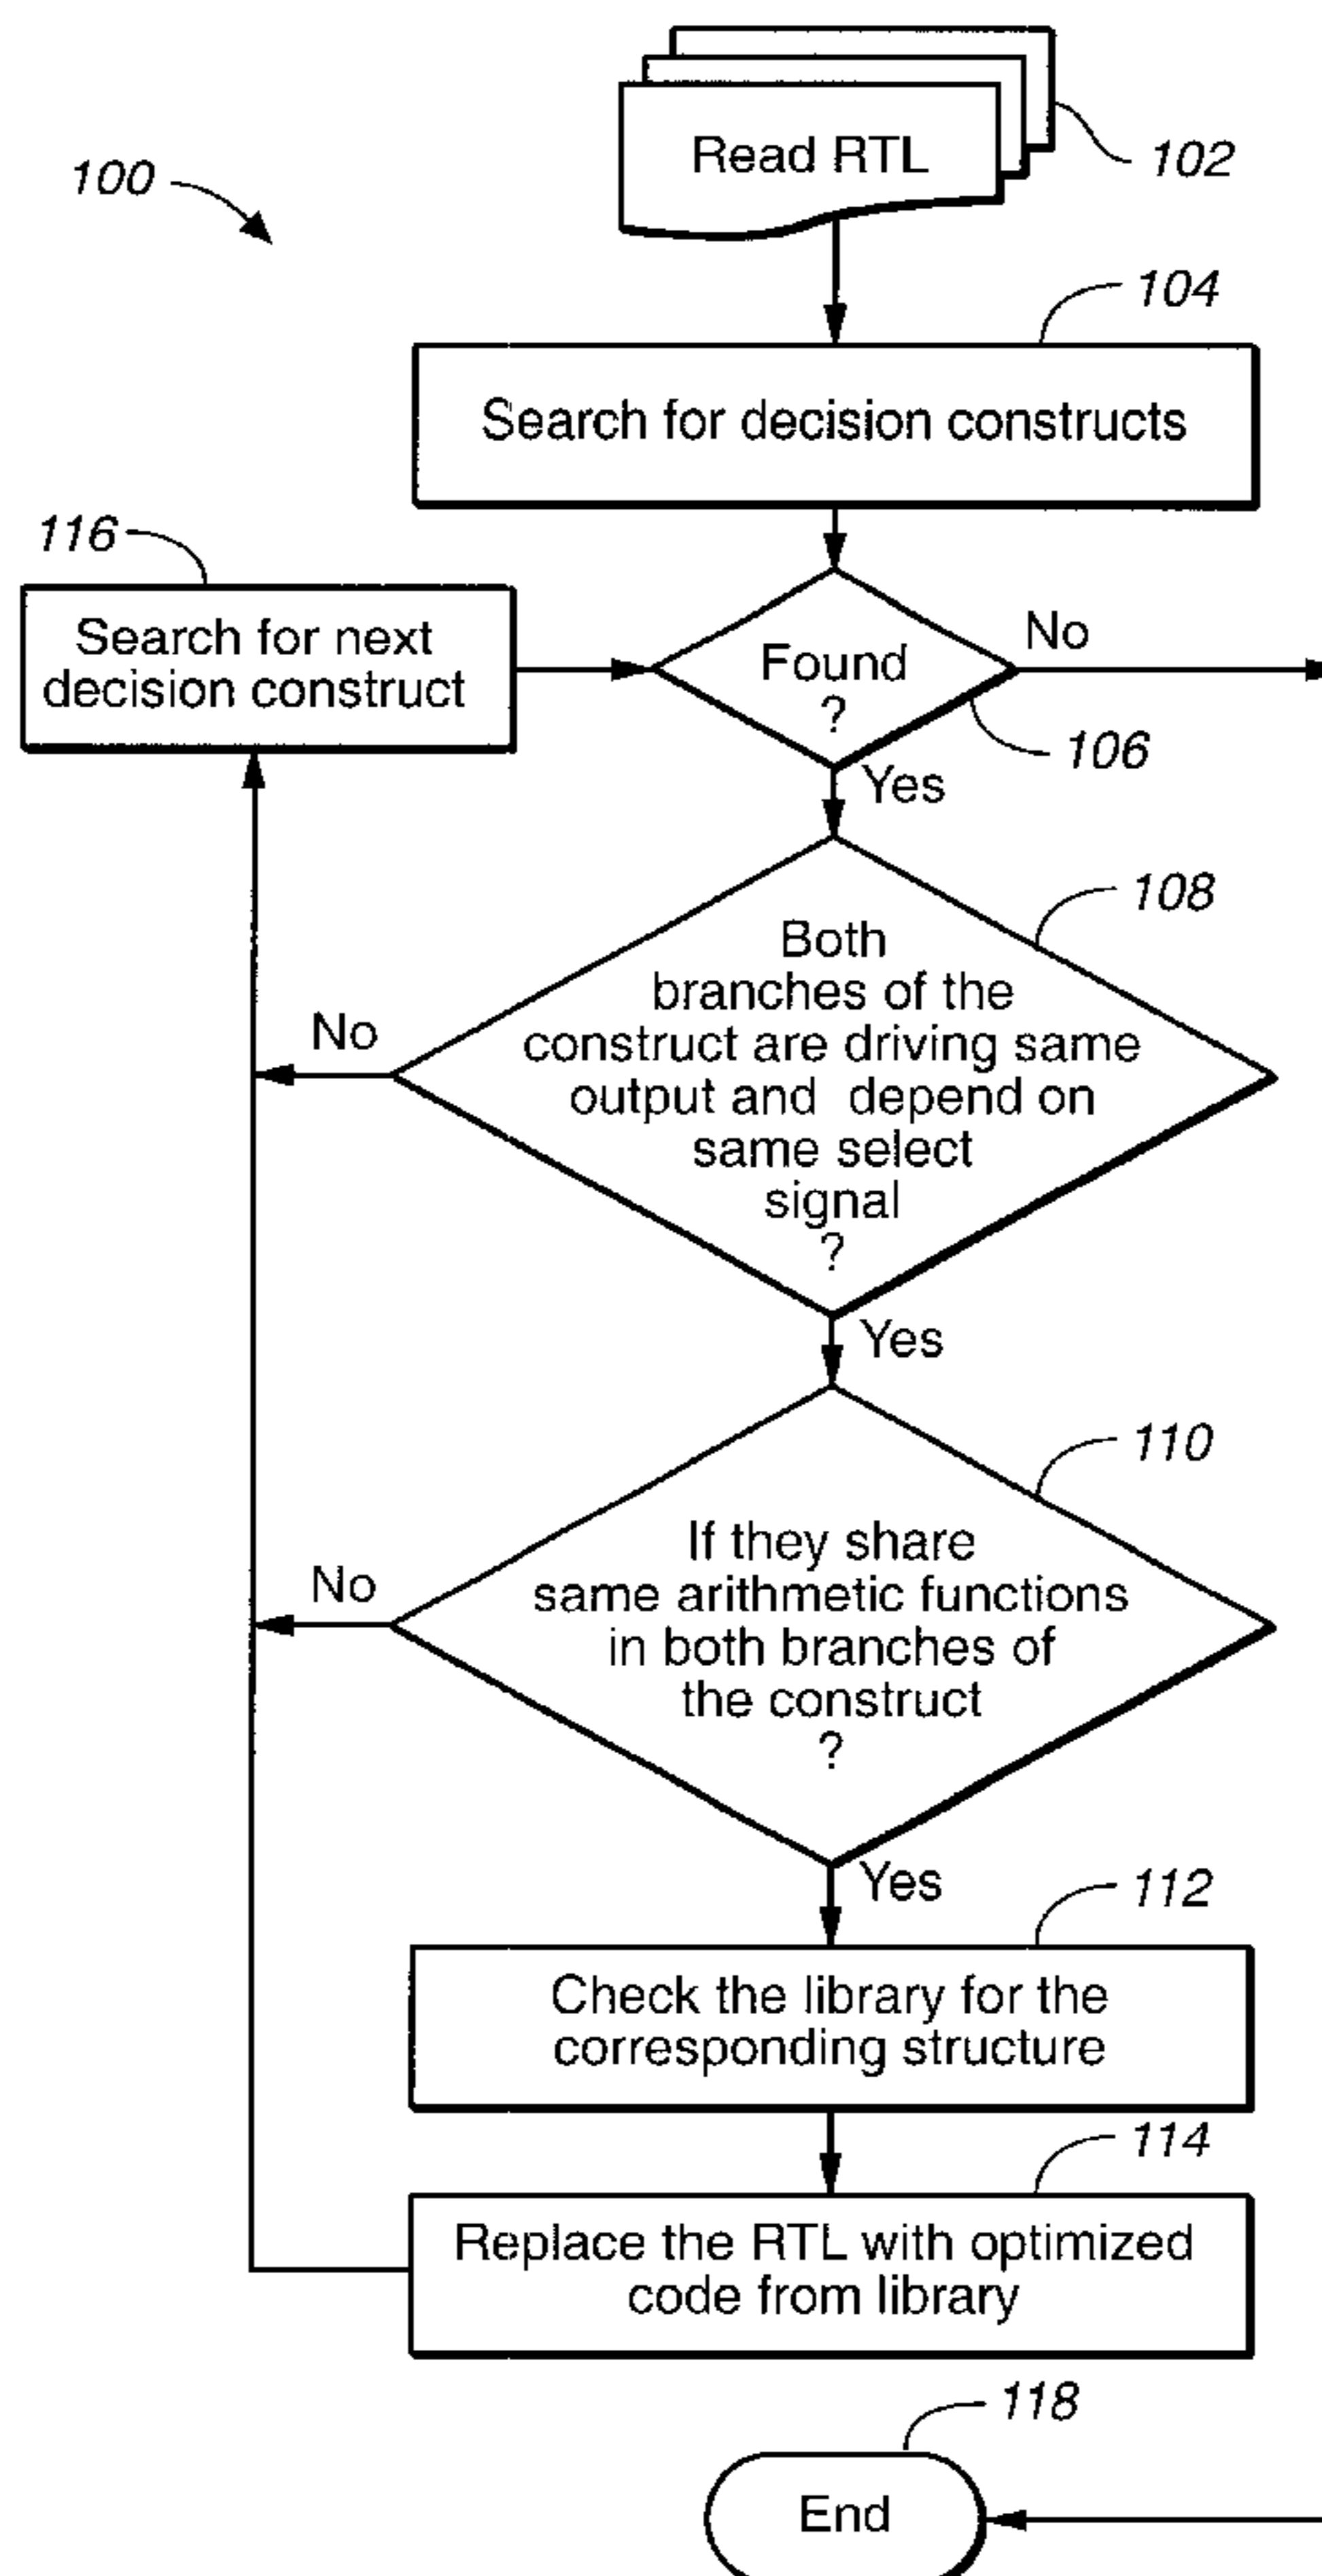 100
Read RTL
102
104
Search for decision constructs
116
Search for next
decision construct
Found
?
No
106
Yes
108
Both
branches of the
construct are driving same
output and depend on
same select
signal
?
No
Yes
110
If they share
same arithmetic functions
in both branches of
the construct
?
No
Yes
112
Check the library for the
corresponding structure
114
Replace the RTL with optimized
code from library
118
End